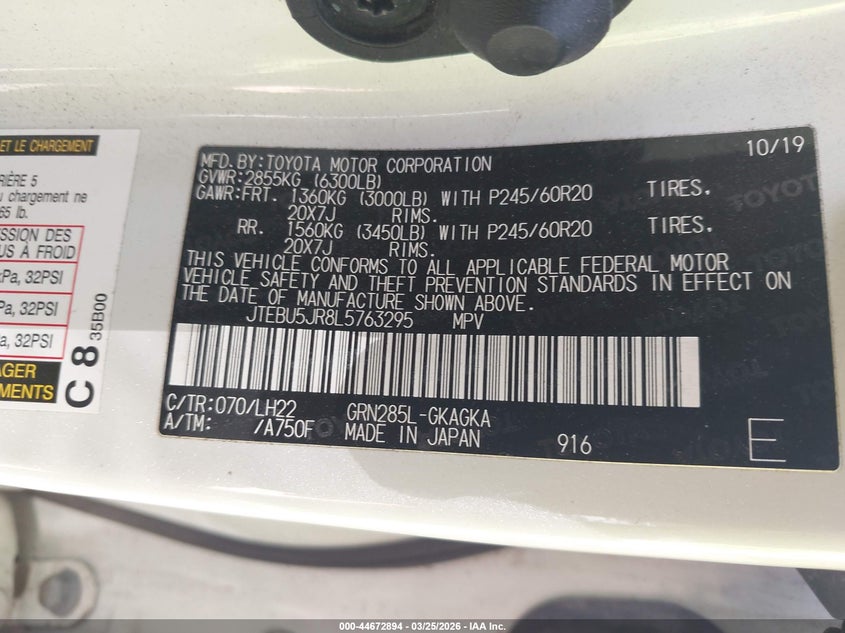 ET LE CHARGEMENT
RIÈRE 5
u chargement ne
65 lb.
SSION DES
US À FROID
kPa, 32PSI
Pa, 32PSI
a, 32PSI
AGER
EMENTS
C 8
35B00
MFD.BY:TOYOTA MOTOR CORPORATION 10/19
GVWR:2855KG (6300LB)
GAWR:FRT. 1360KG (3000LB) WITH P245/60R20 TIRES.
20X7J RIMS.
RR. 1560KG (3450LB) WITH P245/60R20 TIRES.
20X7J RIMS.
THIS VEHICLE CONFORMS TO ALL APPLICABLE FEDERAL MOTOR
VEHICLE SAFETY AND THEFT PREVENTION STANDARDS IN EFFECT ON
THE DATE OF MANUFACTURE SHOWN ABOVE.
JTEBU5JR8L5763295 MPV
C/TR:070/LH22 GRN285L-GKAGKA
A/TM: /A750F MADE IN JAPAN 916 E
000-44672894 | 03/25/2026 - IAA Inc.